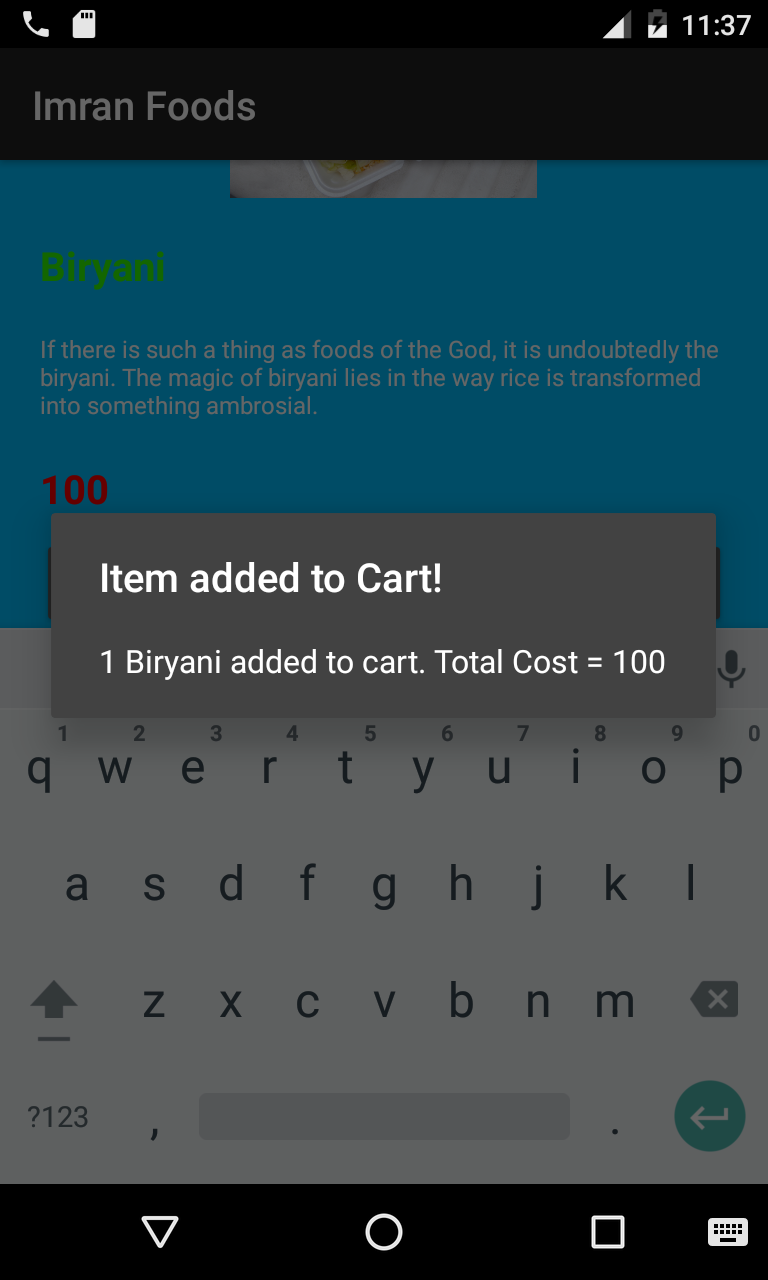 11:37
Imran Foods
Biryani
If there is such a thing as foods of the God, it is undoubtedly the
biryani. The magic of biryani lies in the way rice is transformed
into something ambrosial.
100
Item added to Cart!
1 Biryani added to cart. Total Cost = 100
1 2 3 4 5 6 7 8 9 0
q w e r t y u i o p
a s d f g h j k l
z x c v b n m
?123 , .